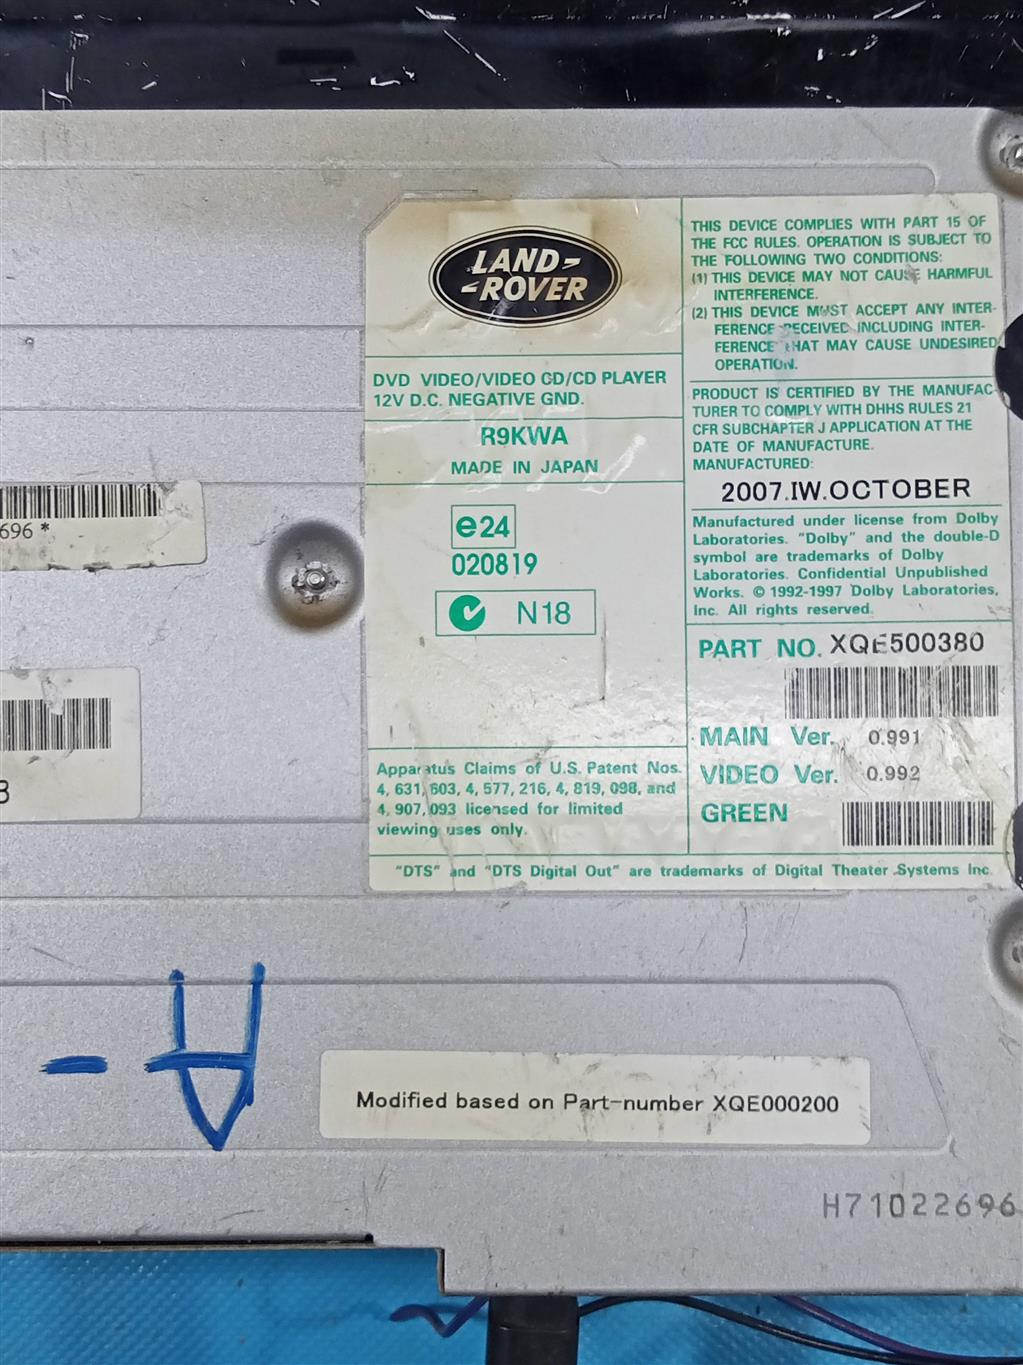 LAND-
-ROVER
DVD VIDEO/VIDEO CD/CD PLAYER
12V D.C. NEGATIVE GND.
R9KWA
MADE IN JAPAN
e24
020819
N18
Apparatus Claims of U.S. Patent Nos.
4, 631, 603, 4, 577, 216, 4, 819, 098, and
4, 907, 093 licensed for limited
viewing uses only.
THIS DEVICE COMPLIES WITH PART 15 OF
THE FCC RULES. OPERATION IS SUBJECT TO
THE FOLLOWING TWO CONDITIONS:
(1) THIS DEVICE MAY NOT CAUSE HARMFUL
INTERFERENCE.
(2) THIS DEVICE MUST ACCEPT ANY INTER-
FERENCE RECEIVED INCLUDING INTER-
FERENCE THAT MAY CAUSE UNDESIRED
OPERATION.
PRODUCT IS CERTIFIED BY THE MANUFAC-
TURER TO COMPLY WITH DHHS RULES 21
CFR SUBCHAPTER J APPLICATION AT THE
DATE OF MANUFACTURE.
MANUFACTURED:
2007.IW.OCTOBER
Manufactured under license from Dolby
Laboratories. "Dolby" and the double-D
symbol are trademarks of Dolby
Laboratories. Confidential Unpublished
Works. © 1992-1997 Dolby Laboratories,
Inc. All rights reserved.
PART NO. XQE500380
MAIN Ver. 0.991
VIDEO Ver. 0.992
GREEN
"DTS" and "DTS Digital Out" are trademarks of Digital Theater Systems Inc.
696 *
A -
Modified based on Part-number XQE000200
H71022696